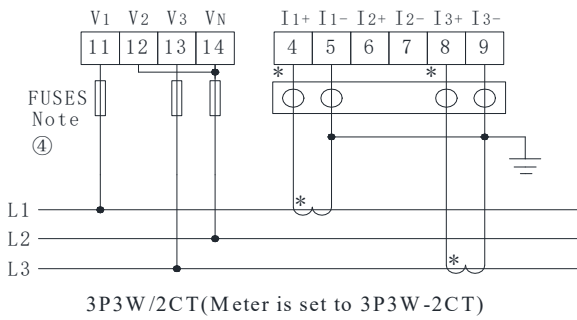 V1 V2 V3 VN I1+ I1- I2+ I2- I3+ I3-
11 12 13 14 4 5 6 7 8 9
* *
FUSES
Note
④
*
L1
L2
*
L3
3P3W/2CT(Meter is set to 3P3W-2CT)